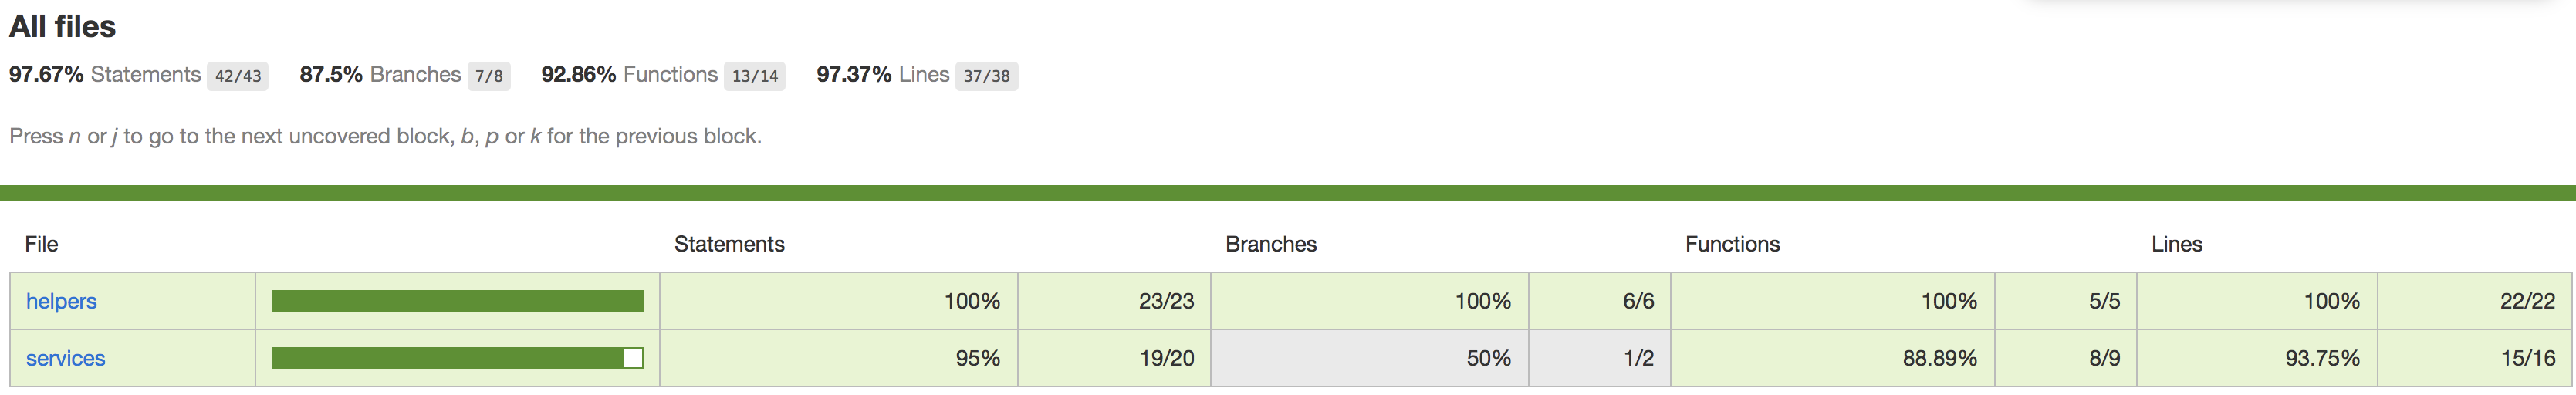 All files
97.67% Statements 42/43 87.5% Branches 7/8 92.86% Functions 13/14 97.37% Lines 37/38
Press n or j to go to the next uncovered block, b, p or k for the previous block.
File Statements Branches Functions Lines
helpers 100% 23/23 100% 6/6 100% 5/5 100% 22/22
services 95% 19/20 50% 1/2 88.89% 8/9 93.75% 15/16